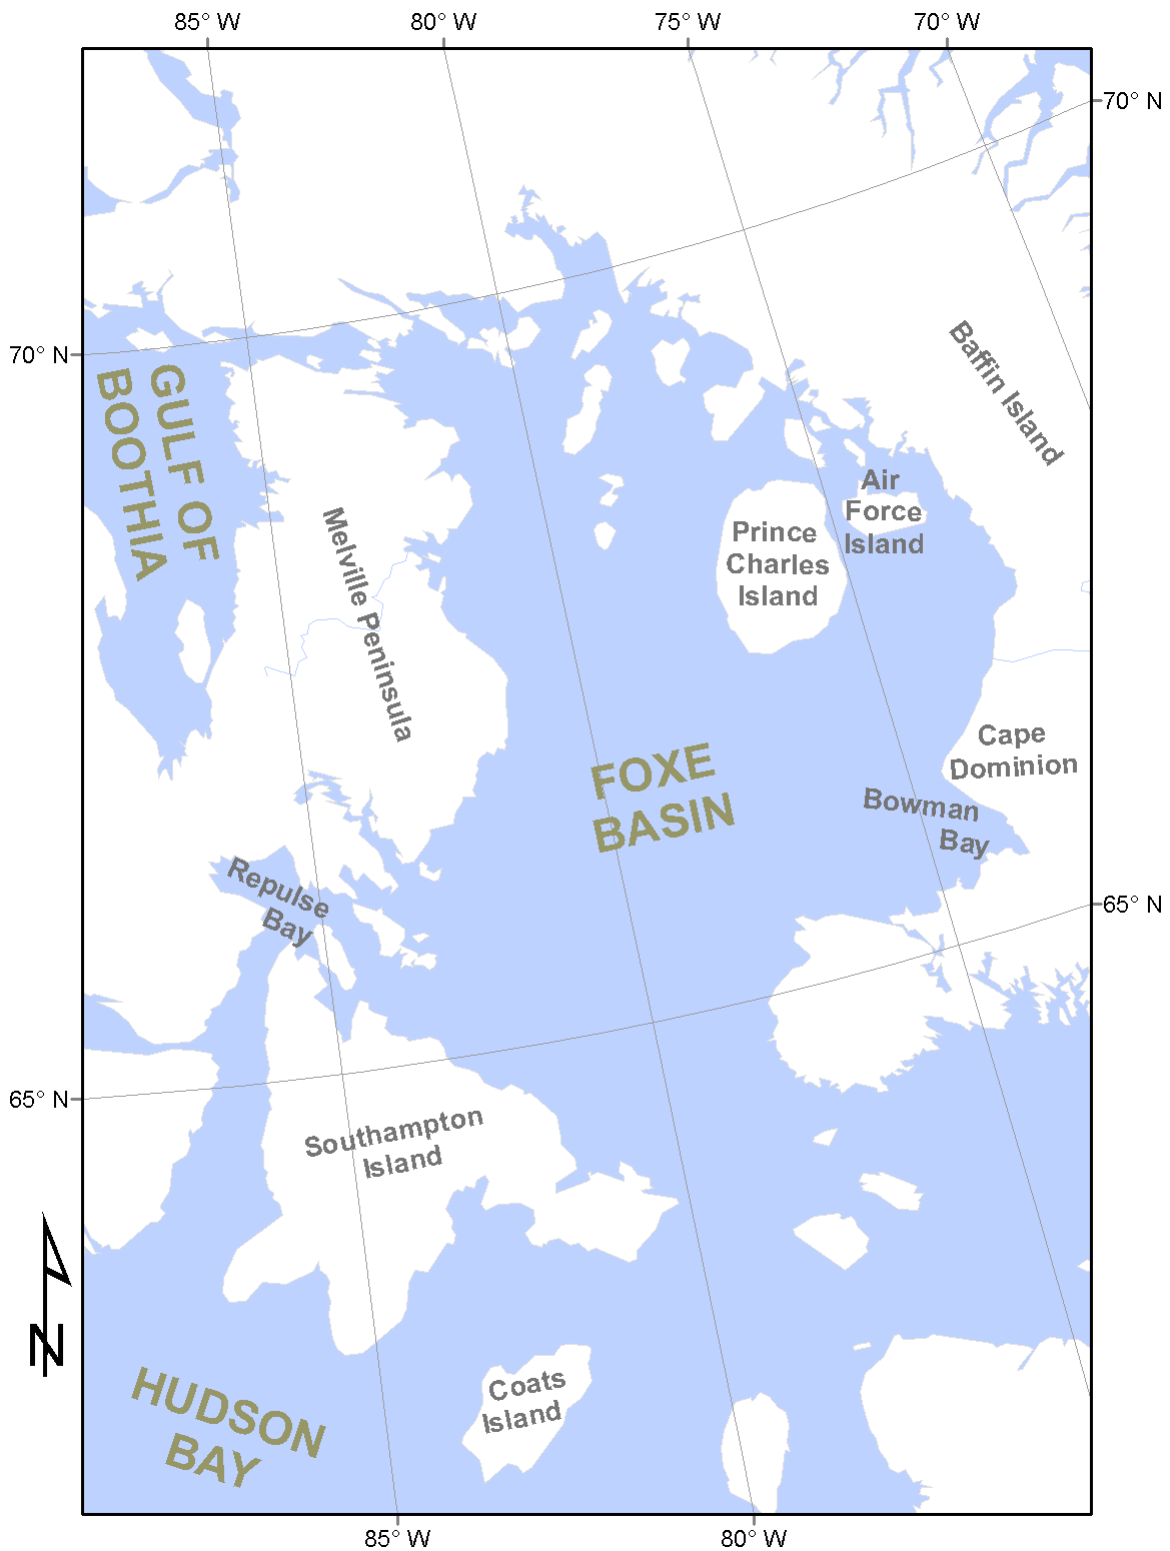 85° W
80° W
75° W
70° W
70° N
70° N
GULF OF
BOOTHIA
Baffin Island
Air
Force
Island
Prince
Charles
Island
Melville Peninsula
FOXE
BASIN
Cape
Dominion
Bowman
Bay
Repulse
Bay
65° N
65° N
Southampton
Island
Coats
Island
HUDSON
BAY
N
85° W
80° W